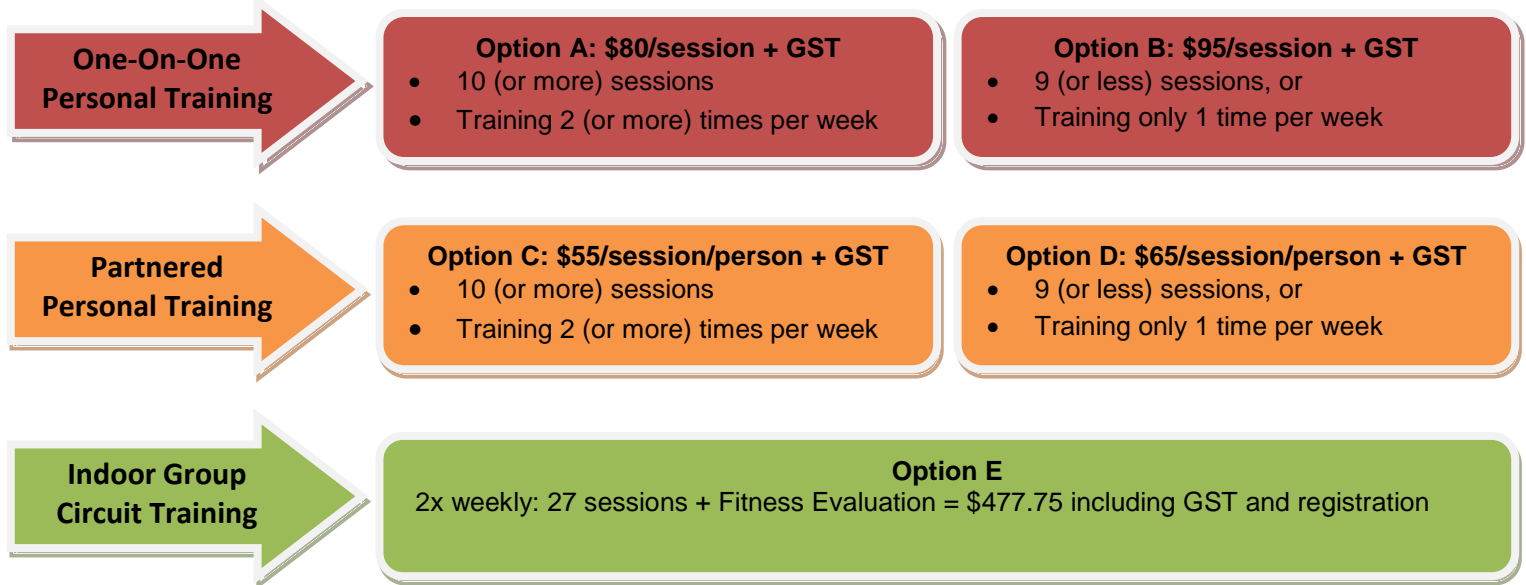 One-On-One
Personal Training
Option A: $80/session + GST
• 10 (or more) sessions
• Training 2 (or more) times per week
Option B: $95/session + GST
• 9 (or less) sessions, or
• Training only 1 time per week
Partnered
Personal Training
Option C: $55/session/person + GST
• 10 (or more) sessions
• Training 2 (or more) times per week
Option D: $65/session/person + GST
• 9 (or less) sessions, or
• Training only 1 time per week
Indoor Group
Circuit Training
Option E
2x weekly: 27 sessions + Fitness Evaluation = $477.75 including GST and registration